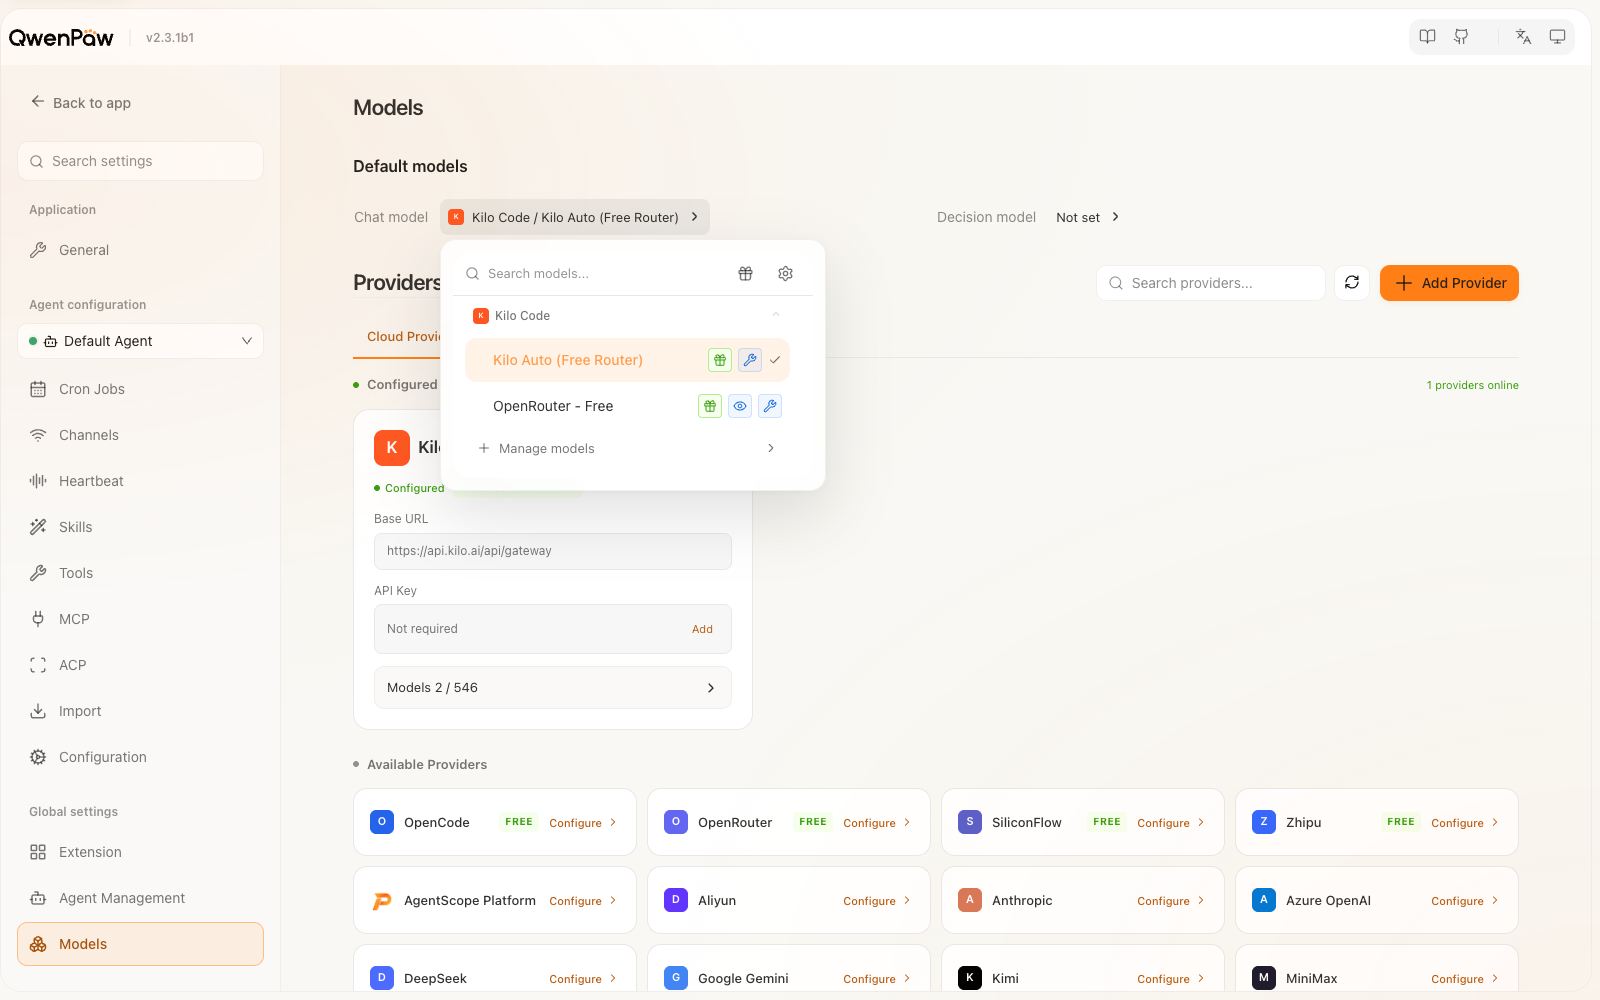 QwenPaw
v2.3.1b1
Back to app
Search settings
Application
General
Agent configuration
Default Agent
Cron Jobs
Channels
Heartbeat
Skills
Tools
MCP
ACP
Import
Configuration
Global settings
Extension
Agent Management
Models
Models
Default models
Chat model
K
Kilo Code / Kilo Auto (Free Router)
Decision model
Not set
Search models...
K
Kilo Code
Kilo Auto (Free Router)
OpenRouter - Free
Manage models
Providers
Search providers...
Add Provider
Cloud Provi
Configured
1 providers online
K
Kil
Configured
Base URL
https://api.kilo.ai/api/gateway
API Key
Not required
Add
Models 2 / 546
Available Providers
O
OpenCode
FREE
Configure
O
OpenRouter
FREE
Configure
S
SiliconFlow
FREE
Configure
Z
Zhipu
FREE
Configure
AgentScope Platform
Configure
D
Aliyun
Configure
A
Anthropic
Configure
A
Azure OpenAI
Configure
D
DeepSeek
Configure
G
Google Gemini
Configure
K
Kimi
Configure
M
MiniMax
Configure